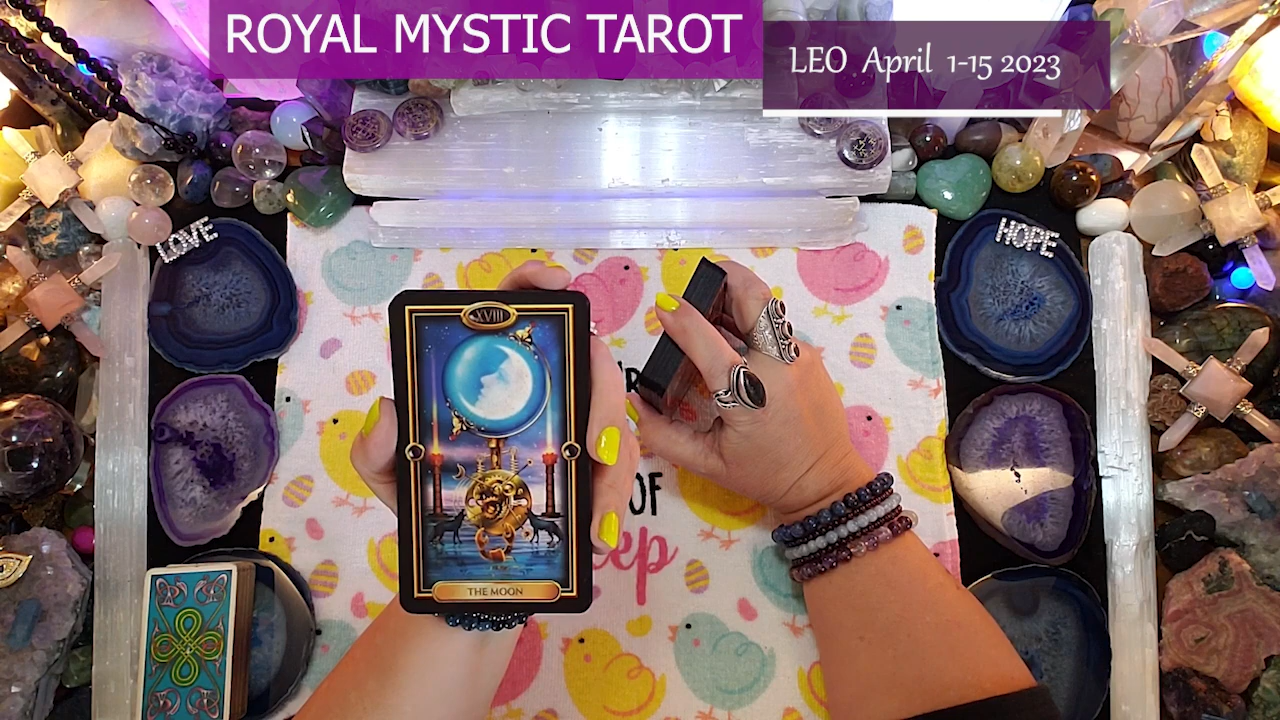 ROYAL MYSTIC TAROT
LEO April 1-15 2023
LOVE
HOPE
XVIII
OF
THE MOON